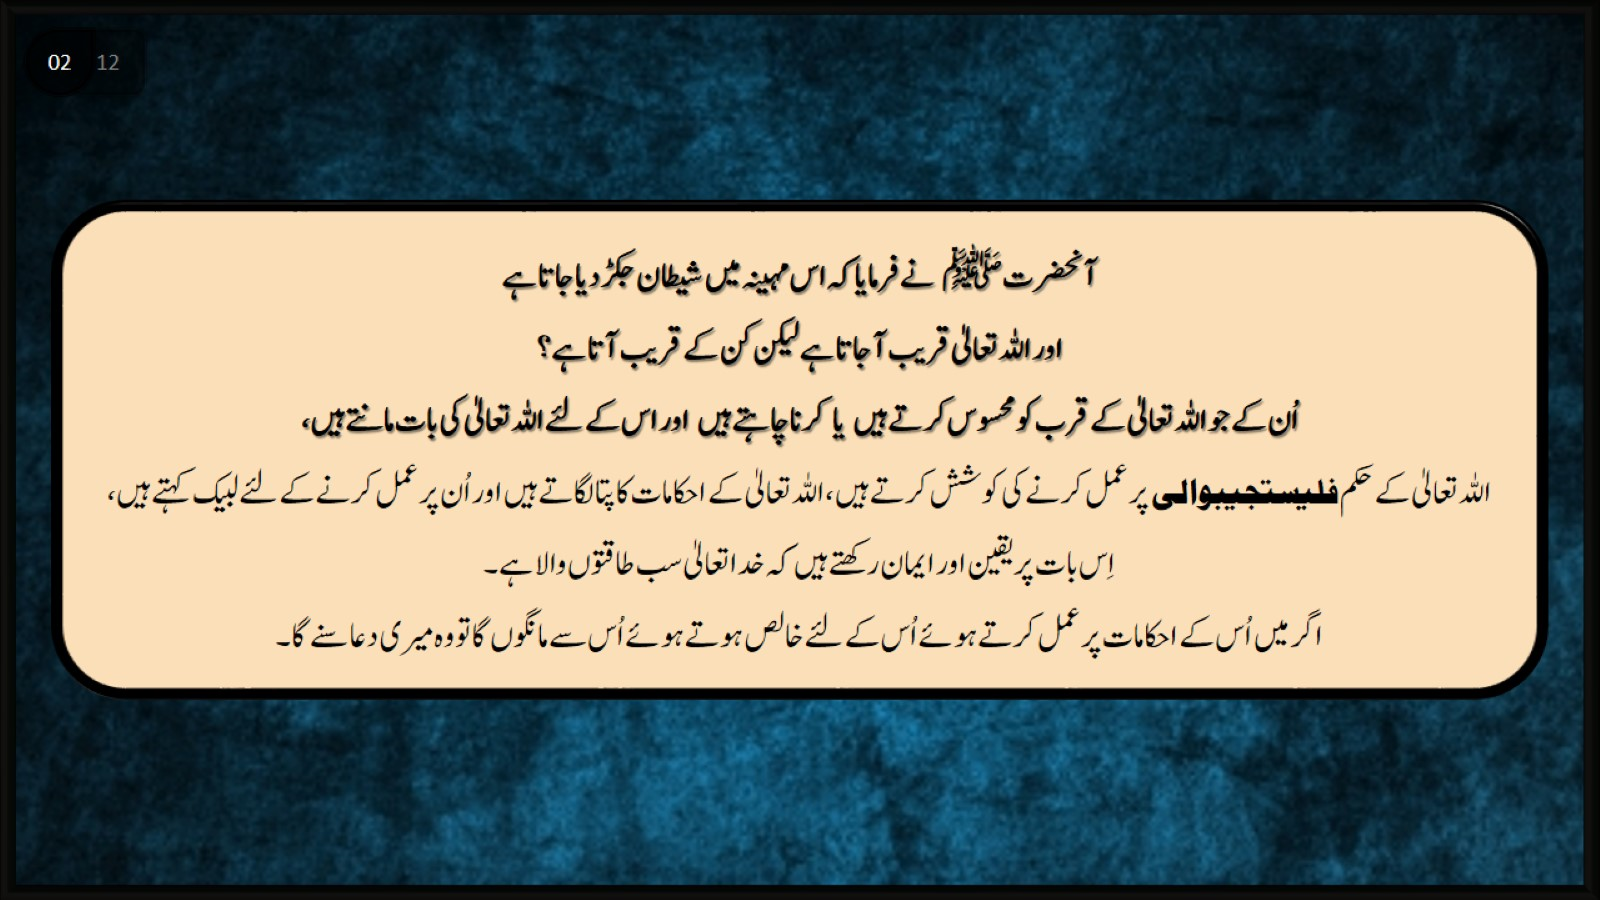 02 12
آنحضرت ﷺ نے فرمایا کہ اس مہینہ میں شیطان جکڑ دیا جاتا ہے
اور اللہ تعالیٰ قریب آ جاتا ہے لیکن کن کے قریب آتا ہے؟
اُن کے جو اللہ تعالیٰ کے قرب کو محسوس کرتے ہیں یا کرنا چاہتے ہیں اور اس کے لئے اللہ تعالیٰ کی بات مانتے ہیں،
اللہ تعالیٰ کے حکم فلیستجیبوالی پر عمل کرنے کی کوشش کرتے ہیں، اللہ تعالیٰ کے احکامات کا پتا لگاتے ہیں اور اُن پر عمل کرنے کے لئے لبیک کہتے ہیں،
اِس بات پر یقین اور ایمان رکھتے ہیں کہ خدا تعالیٰ سب طاقتوں والا ہے۔
اگر میں اُس کے احکامات پر عمل کرتے ہوئے اُس کے لئے خالص ہوتے ہوئے اُس سے مانگوں گا تو وہ میری دعا سنے گا۔